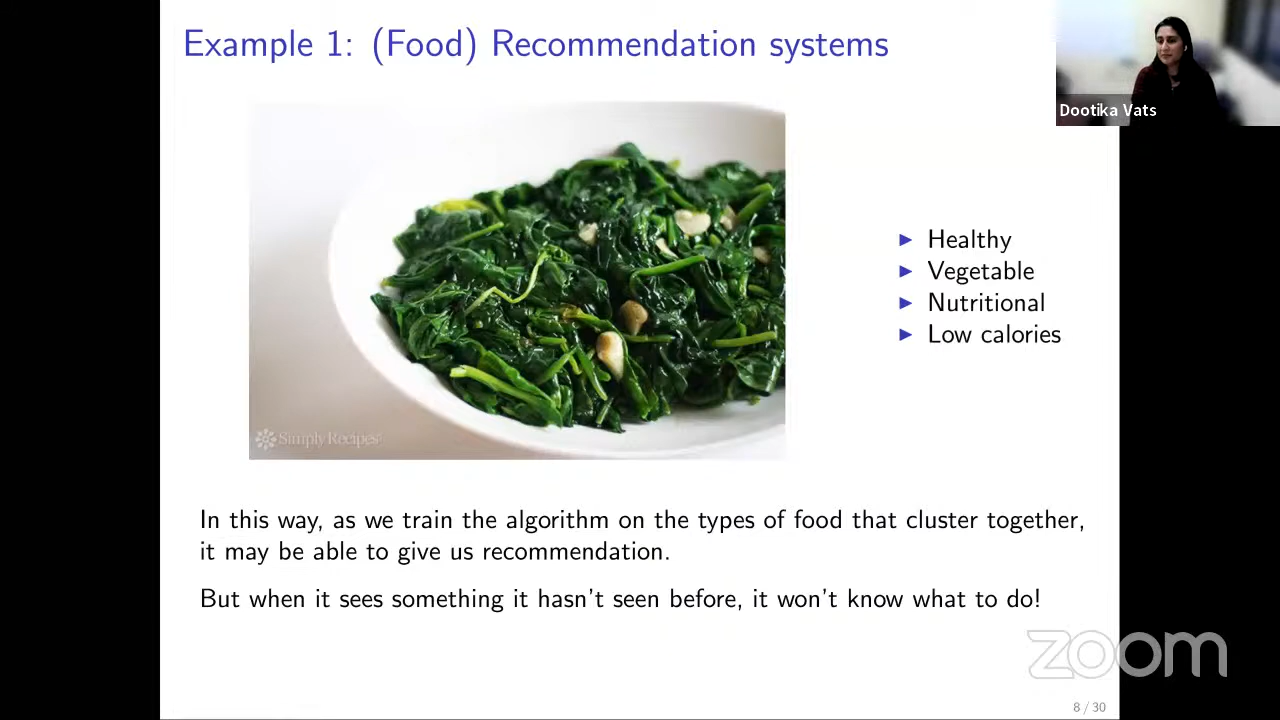 Example 1: (Food) Recommendation systems
Dootika Vats
Simply Recipes
► Healthy
► Vegetable
► Nutritional
► Low calories
In this way, as we train the algorithm on the types of food that cluster together,
it may be able to give us recommendation.
But when it sees something it hasn't seen before, it won't know what to do!
zoom
8 / 30